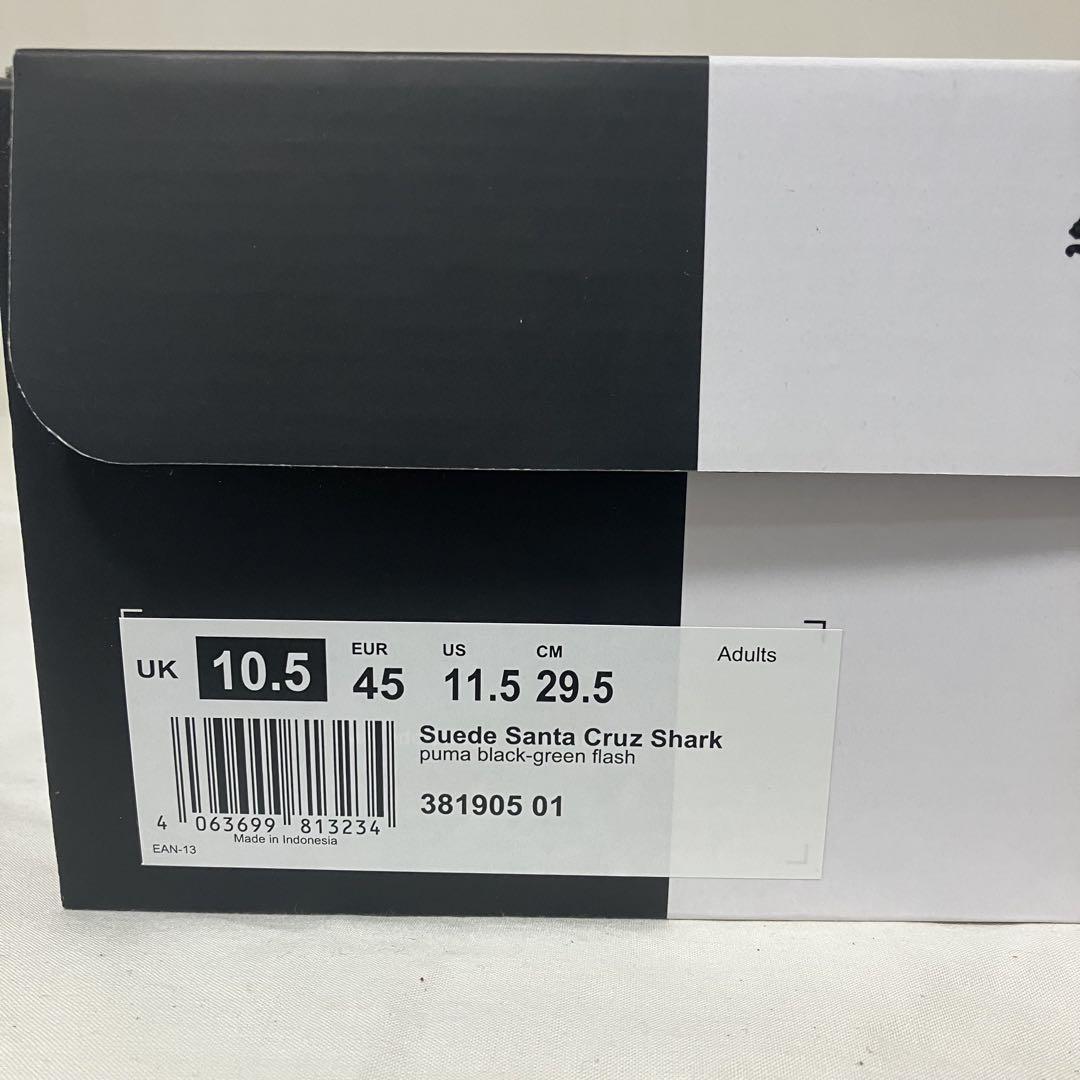 UK 10.5 EUR 45 US 11.5 CM 29.5 Adults
Suede Santa Cruz Shark
puma black-green flash
381905 01
4 063699 813234
Made in Indonesia
EAN-13